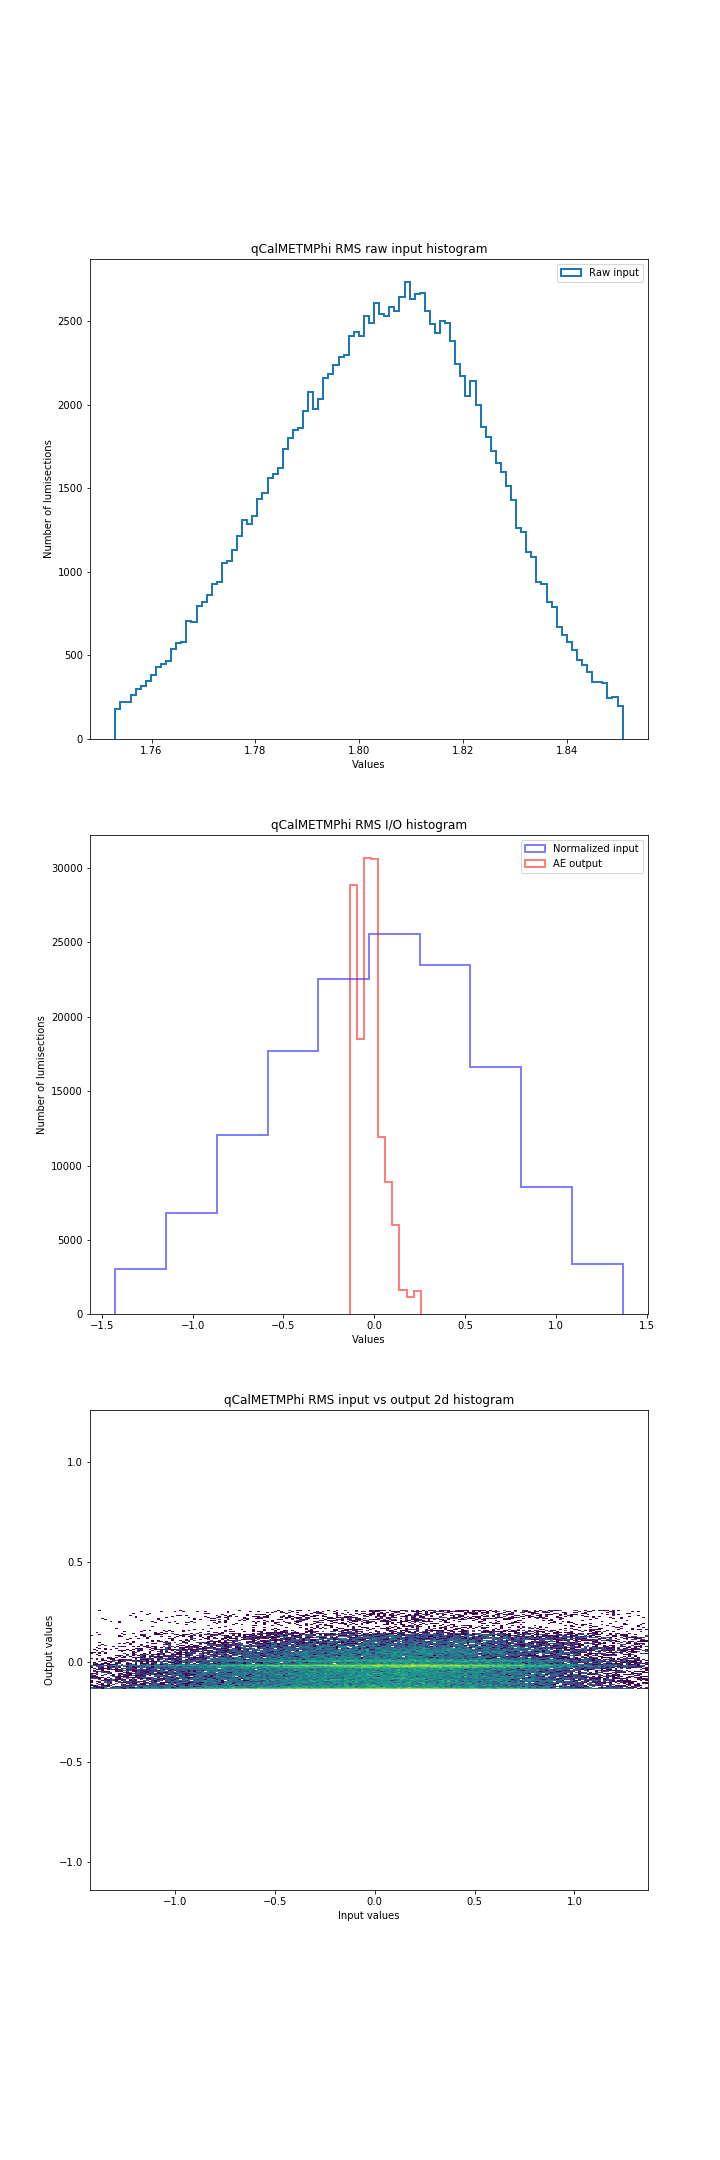 qCalMETMPhi RMS raw input histogram
Raw input
2500
2000
1500
1000
500
0
Number of lumisections
1.76 1.78 1.80 1.82 1.84
Values
qCalMETMPhi RMS I/O histogram
Normalized input
AE output
30000
25000
20000
15000
10000
5000
0
Number of lumisections
−1.5 −1.0 −0.5 0.0 0.5 1.0 1.5
Values
qCalMETMPhi RMS input vs output 2d histogram
1.0
0.5
0.0
−0.5
−1.0
Output values
−1.0 −0.5 0.0 0.5 1.0
Input values